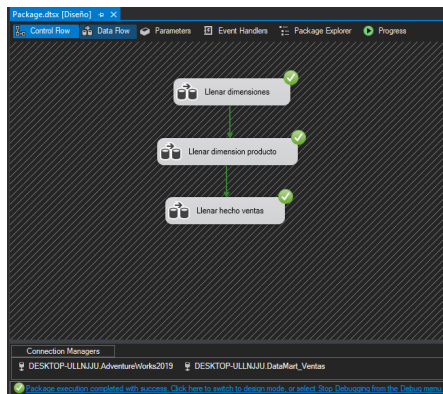 Package.dtsx [Diseño]
Control Flow Data Flow Parameters Event Handlers Package Explorer Progress
Llenar dimensiones
Llenar dimension producto
Llenar hecho ventas
Connection Managers
DESKTOP-ULLNJJU.AdventureWorks2019 DESKTOP-ULLNJJU.DataMart_Ventas
Package execution completed with success. Click here to switch to design mode, or select Stop Debugging from the Debug menu